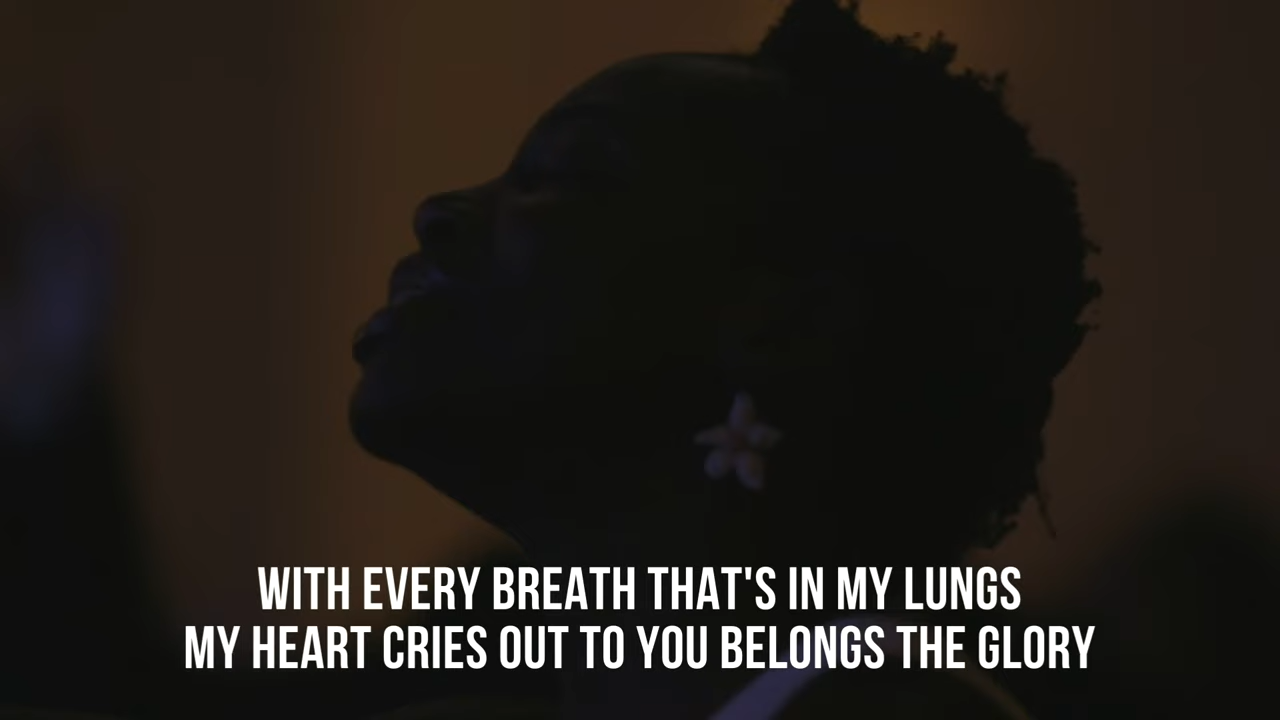 WITH EVERY BREATH THAT'S IN MY LUNGS
MY HEART CRIES OUT TO YOU BELONGS THE GLORY